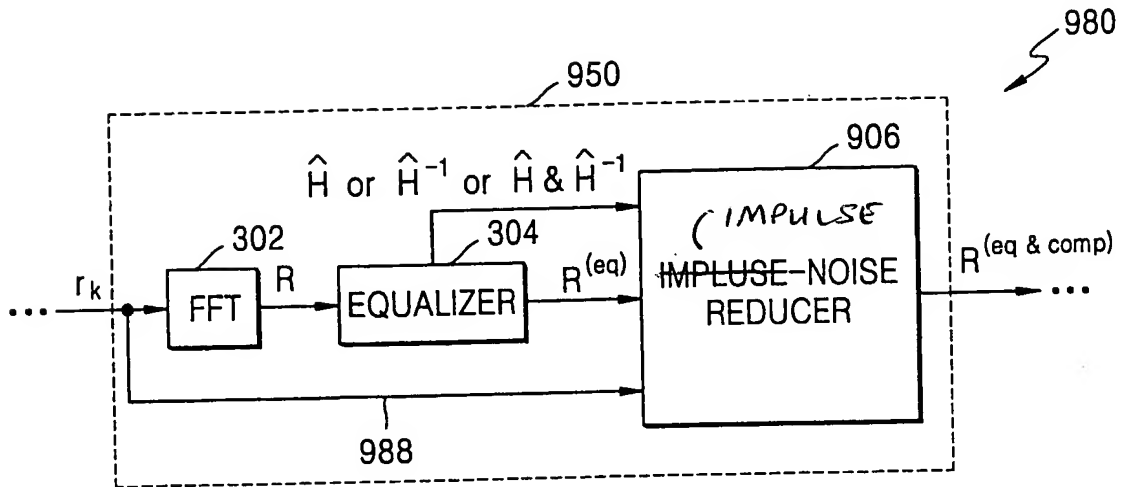 980
950
906
Ĥ or Ĥ⁻¹ or Ĥ & Ĥ⁻¹
IMPULSE
302
304
r_k
R
R^(eq)
R^(eq & comp)
FFT
EQUALIZER
IMPLUSE NOISE
REDUCER
988